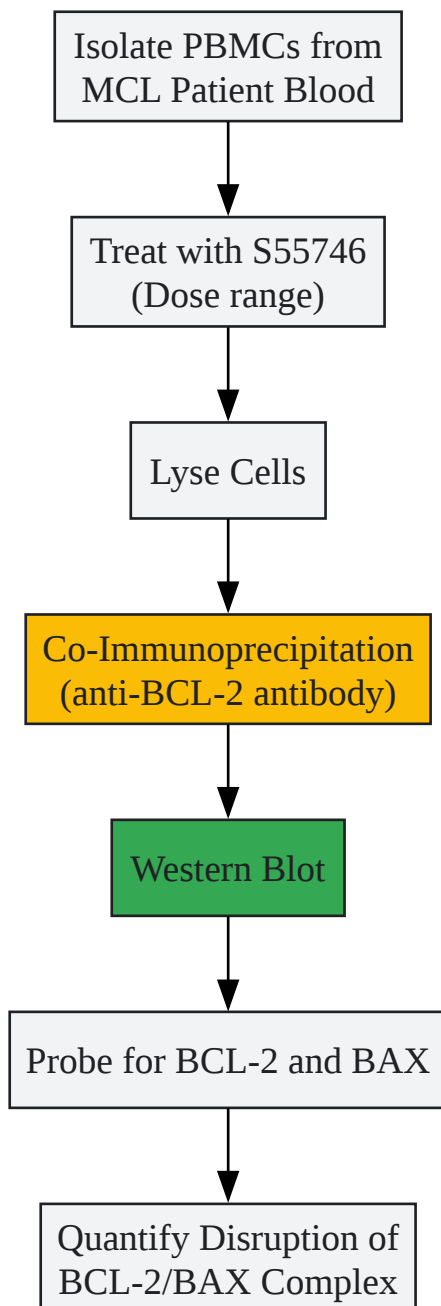 Isolate PBMCs from
MCL Patient Blood
Treat with S55746
(Dose range)
Lyse Cells
Co-Immunoprecipitation
(anti-BCL-2 antibody)
Western Blot
Probe for BCL-2 and BAX
Quantify Disruption of
BCL-2/BAX Complex